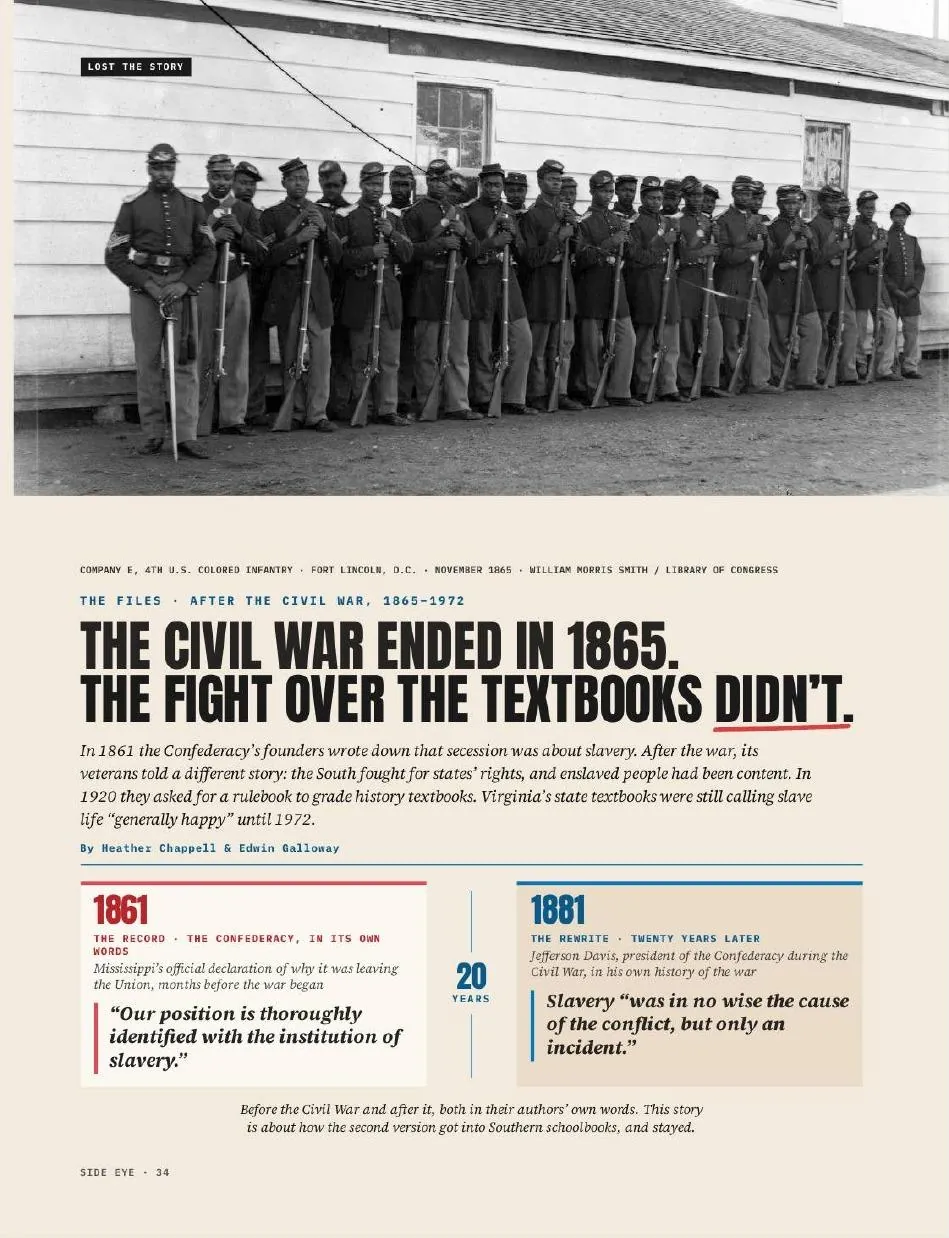 LOST THE STORY
COMPANY E, 4TH U.S. COLORED INFANTRY · FORT LINCOLN, D.C. · NOVEMBER 1865 · WILLIAM MORRIS SMITH / LIBRARY OF CONGRESS
THE FILES · AFTER THE CIVIL WAR, 1865–1972
THE CIVIL WAR ENDED IN 1865.
THE FIGHT OVER THE TEXTBOOKS DIDN’T.
In 1861 the Confederacy’s founders wrote down that secession was about slavery. After the war, its
veterans told a different story: the South fought for states’ rights, and enslaved people had been content. In
1920 they asked for a rulebook to grade history textbooks. Virginia’s state textbooks were still calling slave
life “generally happy” until 1972.
By Heather Chappell & Edwin Galloway
1861
THE RECORD · THE CONFEDERACY, IN ITS OWN
WORDS
Mississippi’s official declaration of why it was leaving
the Union, months before the war began
“Our position is thoroughly
identified with the institution of
slavery.”
20
YEARS
1881
THE REWRITE · TWENTY YEARS LATER
Jefferson Davis, president of the Confederacy during the
Civil War, in his own history of the war
Slavery “was in no wise the cause
of the conflict, but only an
incident.”
Before the Civil War and after it, both in their authors’ own words. This story
is about how the second version got into Southern schoolbooks, and stayed.
SIDE EYE · 34